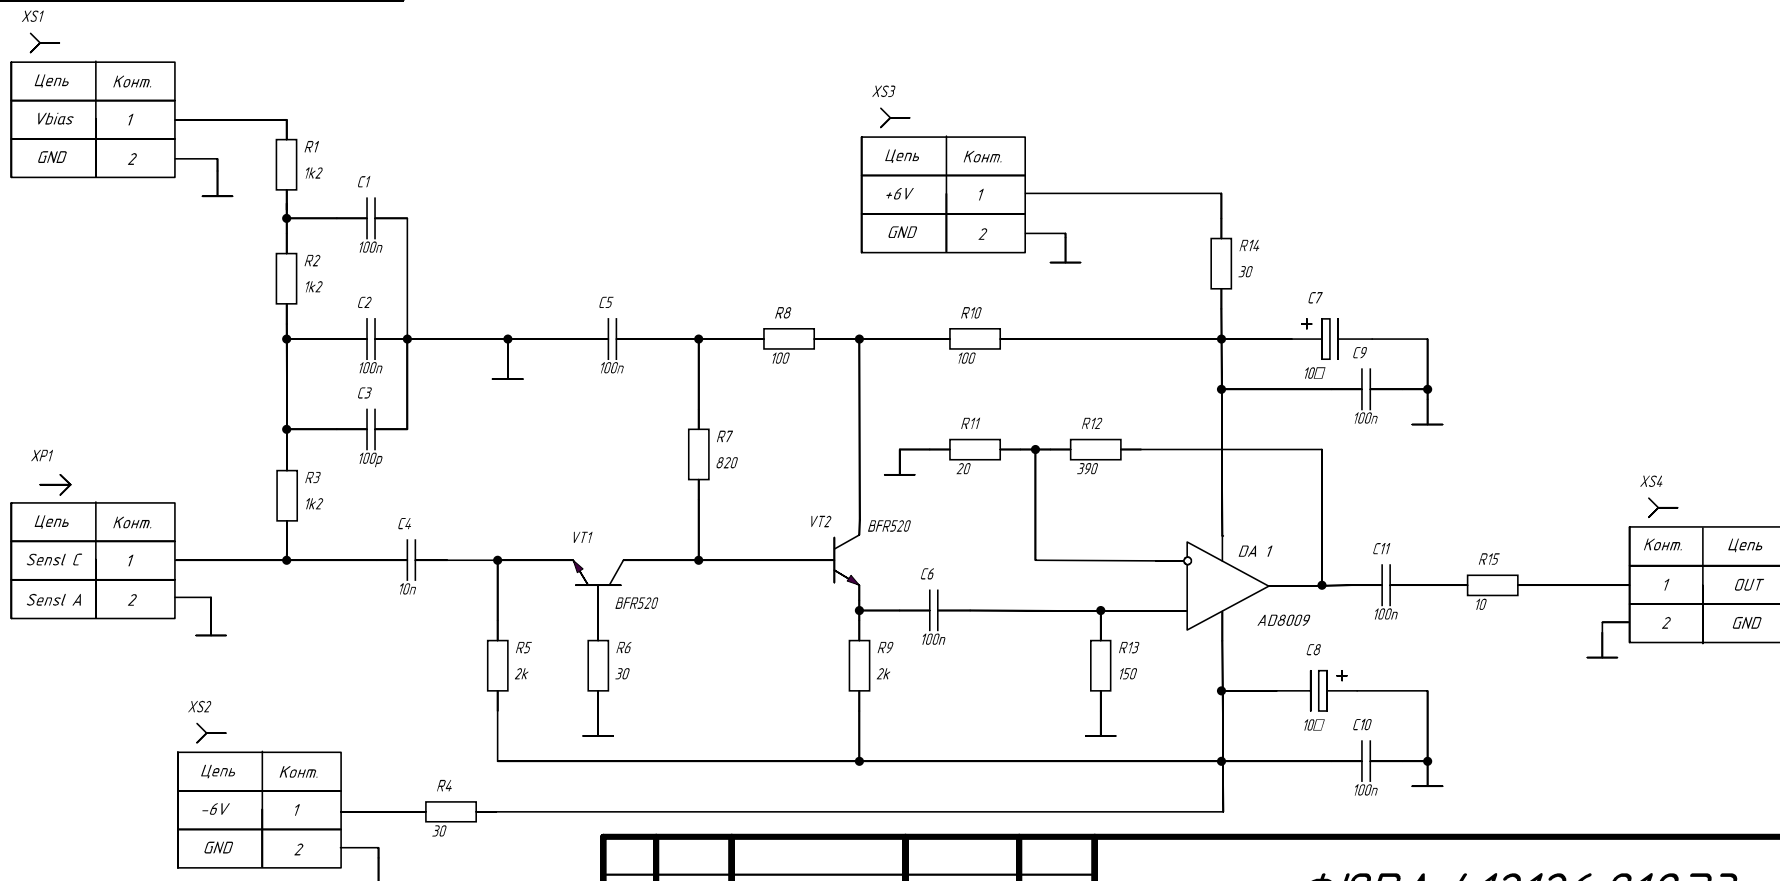 XS1
Цепь Конт.
Vbias 1
GND 2
R1
1k2
C1
100n
R2
1k2
C2
100n
C3
100p
R3
1k2
XP1
Цепь Конт.
Sensl C 1
Sensl A 2
C4
10n
VT1
BFR520
R5
2k
R6
30
C5
100n
R7
820
R8
100
VT2
BFR520
R9
2k
C6
100n
R10
100
XS3
Цепь Конт.
+6V 1
GND 2
R14
30
C7
+
10□
C9
100n
R11
20
R12
390
DA 1
AD8009
R13
150
C11
100n
R15
10
XS4
Конт. Цепь
1 OUT
2 GND
C8
+
10□
C10
100n
XS2
Цепь Конт.
-6V 1
GND 2
R4
30